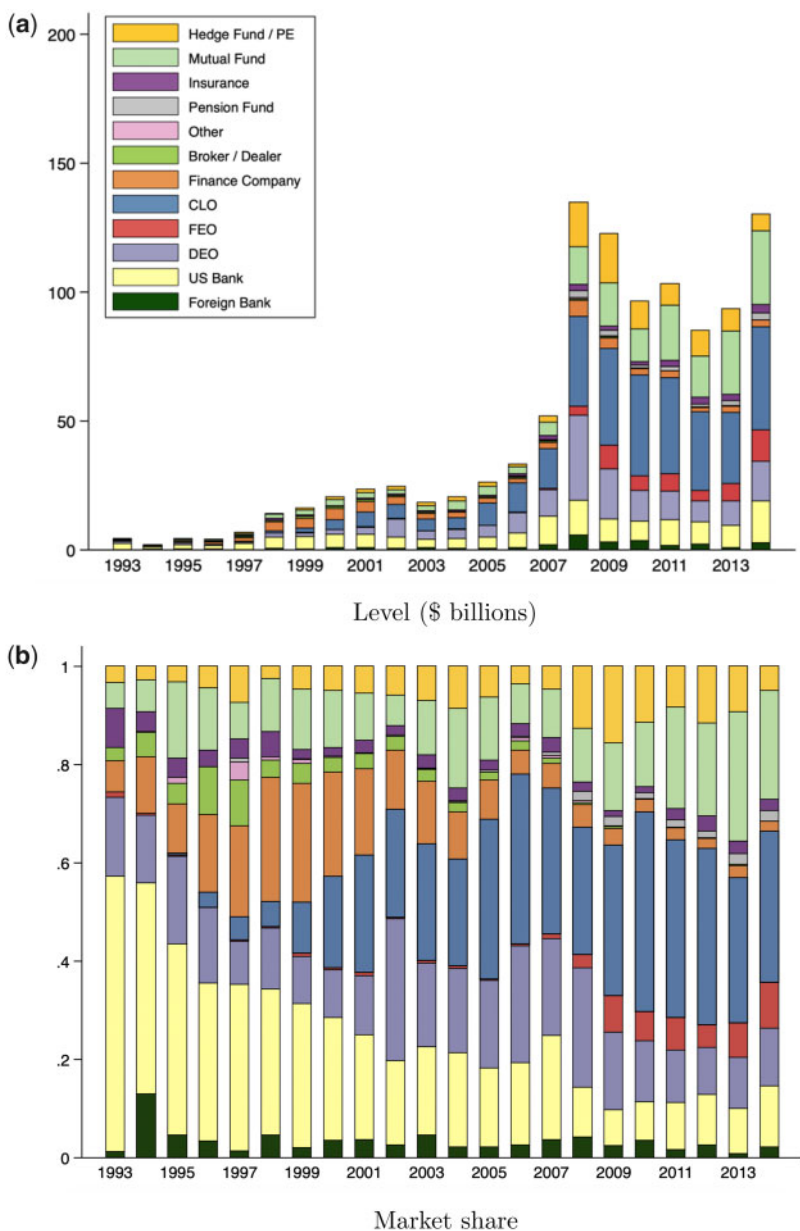 (a)
200
150
100
50
0
Hedge Fund / PE
Mutual Fund
Insurance
Pension Fund
Other
Broker / Dealer
Finance Company
CLO
FEO
DEO
US Bank
Foreign Bank
1993 1995 1997 1999 2001 2003 2005 2007 2009 2011 2013
Level ($ billions)
(b)
1
.8
.6
.4
.2
0
1993 1995 1997 1999 2001 2003 2005 2007 2009 2011 2013
Market share